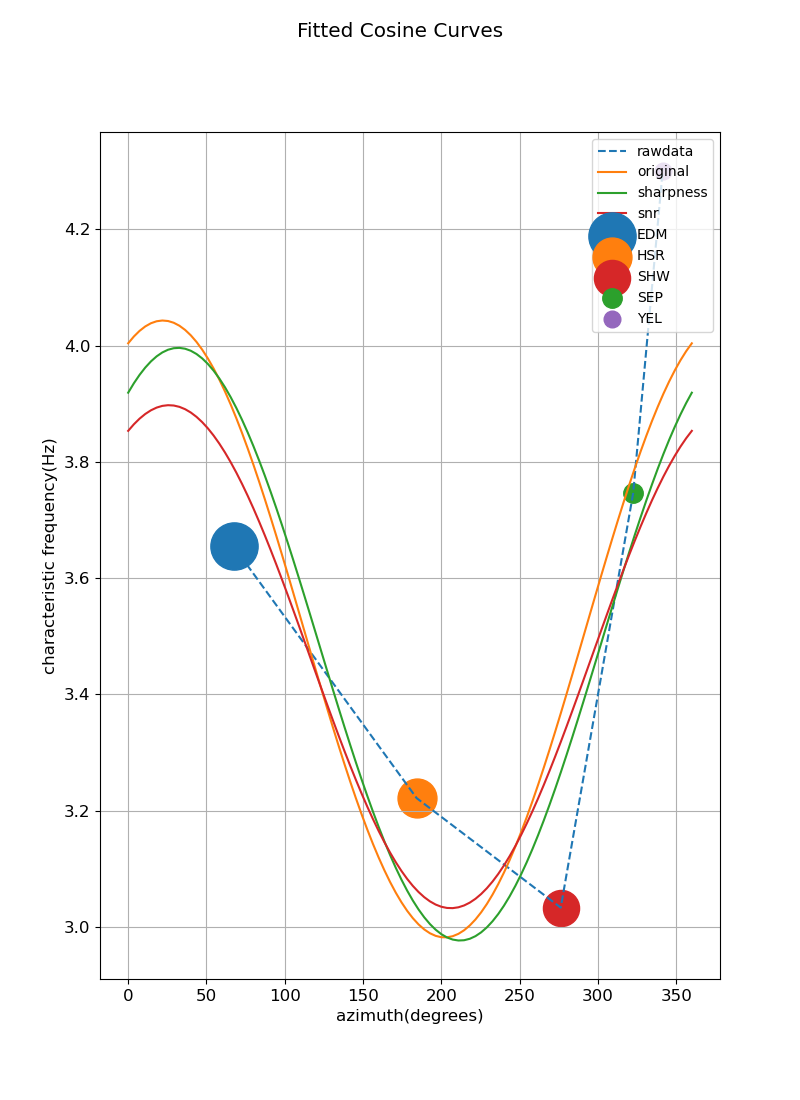 Fitted Cosine Curves
rawdata
original
sharpness
snr
EDM
HSR
SHW
SEP
YEL
4.2
4.0
3.8
3.6
3.4
3.2
3.0
characteristic frequency(Hz)
0 50 100 150 200 250 300 350
azimuth(degrees)